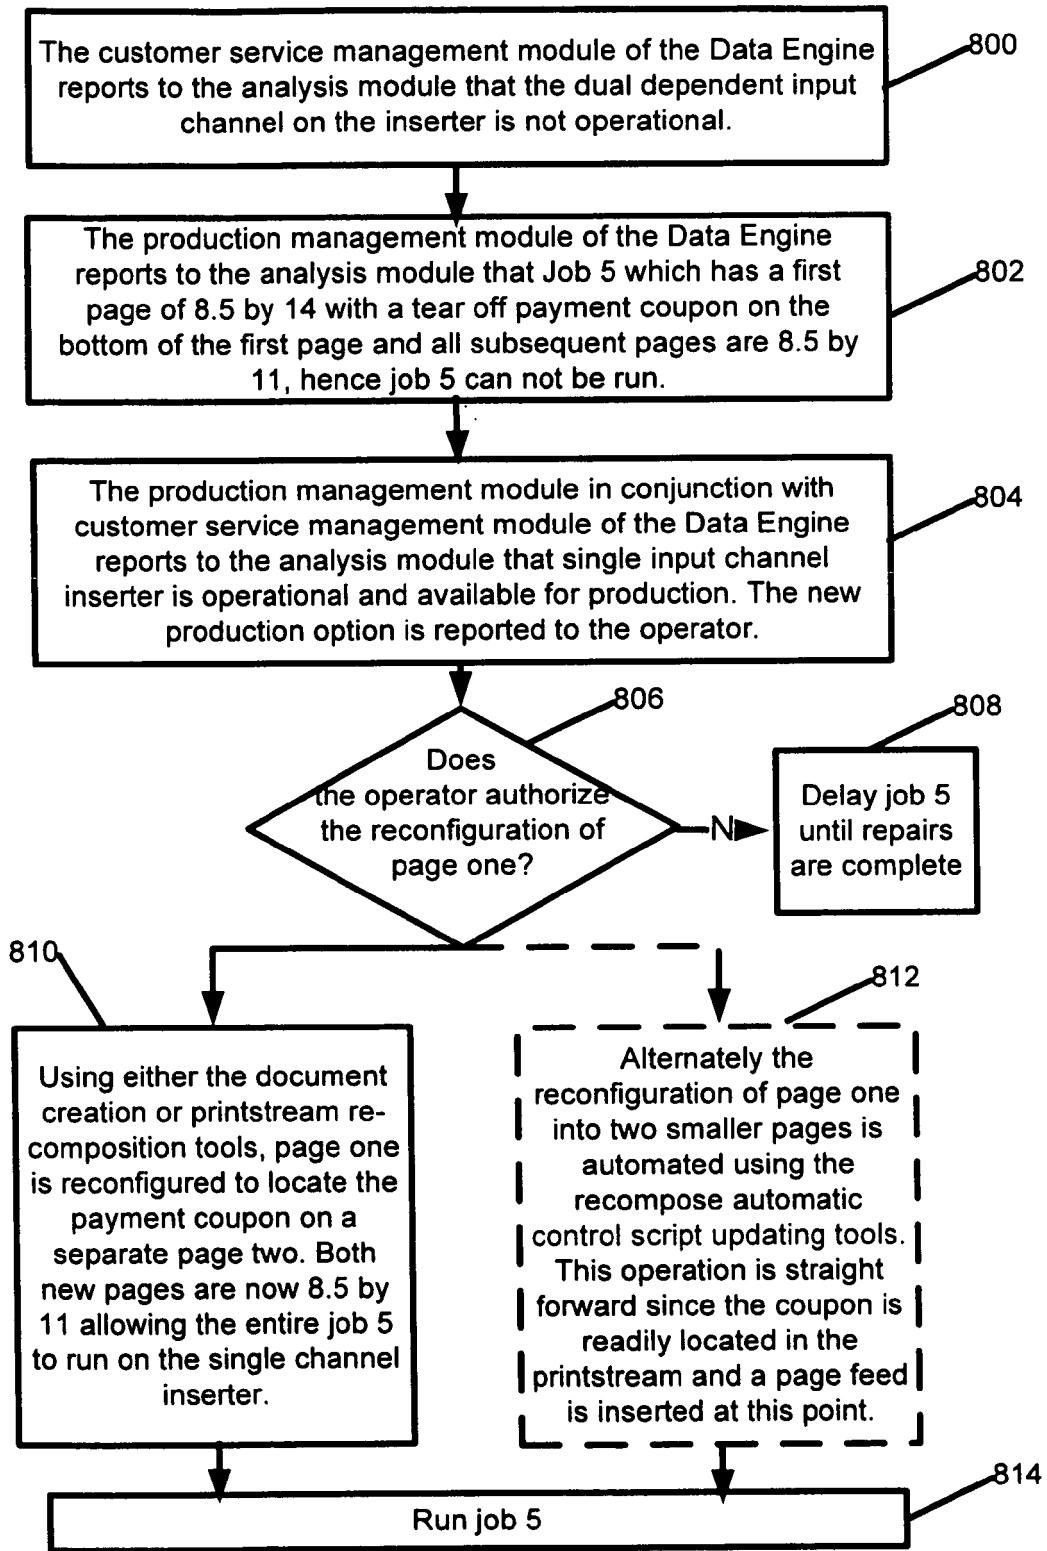 The customer service management module of the Data Engine
reports to the analysis module that the dual dependent input
channel on the inserter is not operational.
800
The production management module of the Data Engine
reports to the analysis module that Job 5 which has a first
page of 8.5 by 14 with a tear off payment coupon on the
bottom of the first page and all subsequent pages are 8.5 by
11, hence job 5 can not be run.
802
The production management module in conjunction with
customer service management module of the Data Engine
reports to the analysis module that single input channel
inserter is operational and available for production. The new
production option is reported to the operator.
804
806
Does
the operator authorize
the reconfiguration of
page one?
N
808
Delay job 5
until repairs
are complete
810
Using either the document
creation or printstream re-
composition tools, page one
is reconfigured to locate the
payment coupon on a
separate page two. Both
new pages are now 8.5 by
11 allowing the entire job 5
to run on the single channel
inserter.
812
Alternately the
reconfiguration of page one
into two smaller pages is
automated using the
recompose automatic
control script updating tools.
This operation is straight
forward since the coupon is
readily located in the
printstream and a page feed
is inserted at this point.
814
Run job 5